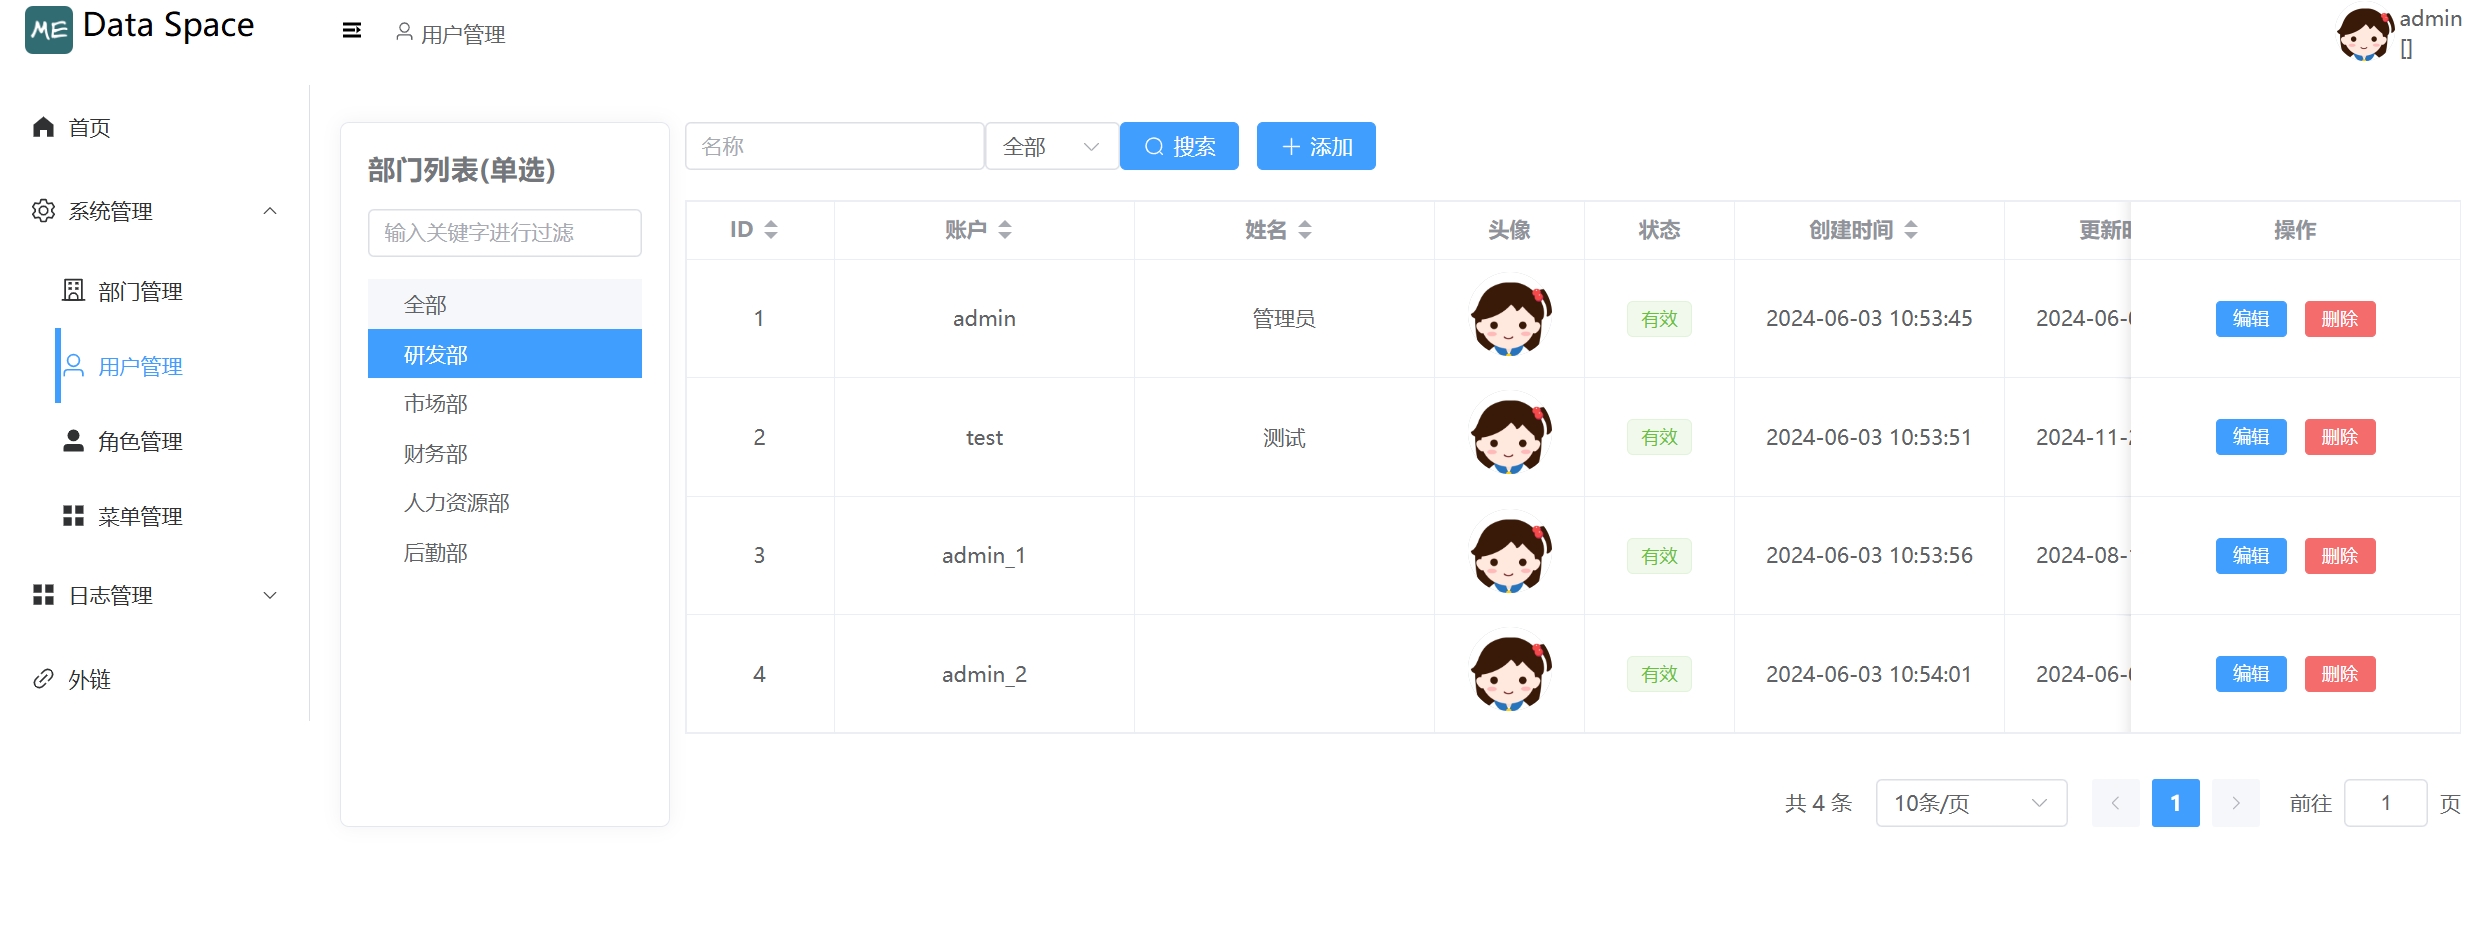 ME Data Space
用户管理
admin
[]
首页
系统管理
部门管理
用户管理
角色管理
菜单管理
日志管理
外链
部门列表(单选)
输入关键字进行过滤
全部
研发部
市场部
财务部
人力资源部
后勤部
名称 全部 搜索 添加
ID 账户 姓名 头像 状态 创建时间 更新 操作
1 admin 管理员 有效 2024-06-03 10:53:45 2024-06- 编辑 删除
2 test 测试 有效 2024-06-03 10:53:51 2024-11- 编辑 删除
3 admin_1 有效 2024-06-03 10:53:56 2024-08- 编辑 删除
4 admin_2 有效 2024-06-03 10:54:01 2024-06- 编辑 删除
共 4 条 10条/页 1 前往 1 页